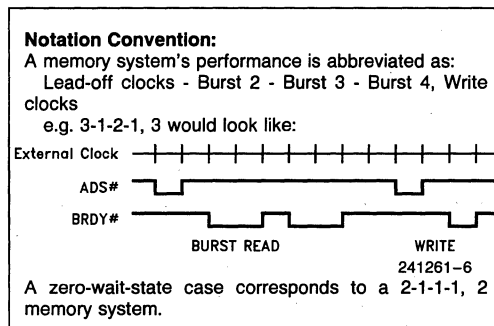 Notation Convention:
A memory system's performance is abbreviated as:
Lead-off clocks - Burst 2 - Burst 3 - Burst 4, Write
clocks
e.g. 3-1-2-1, 3 would look like:
External Clock
ADS#
BRDY#
BURST READ WRITE
241261-6
A zero-wait-state case corresponds to a 2-1-1-1, 2
memory system.